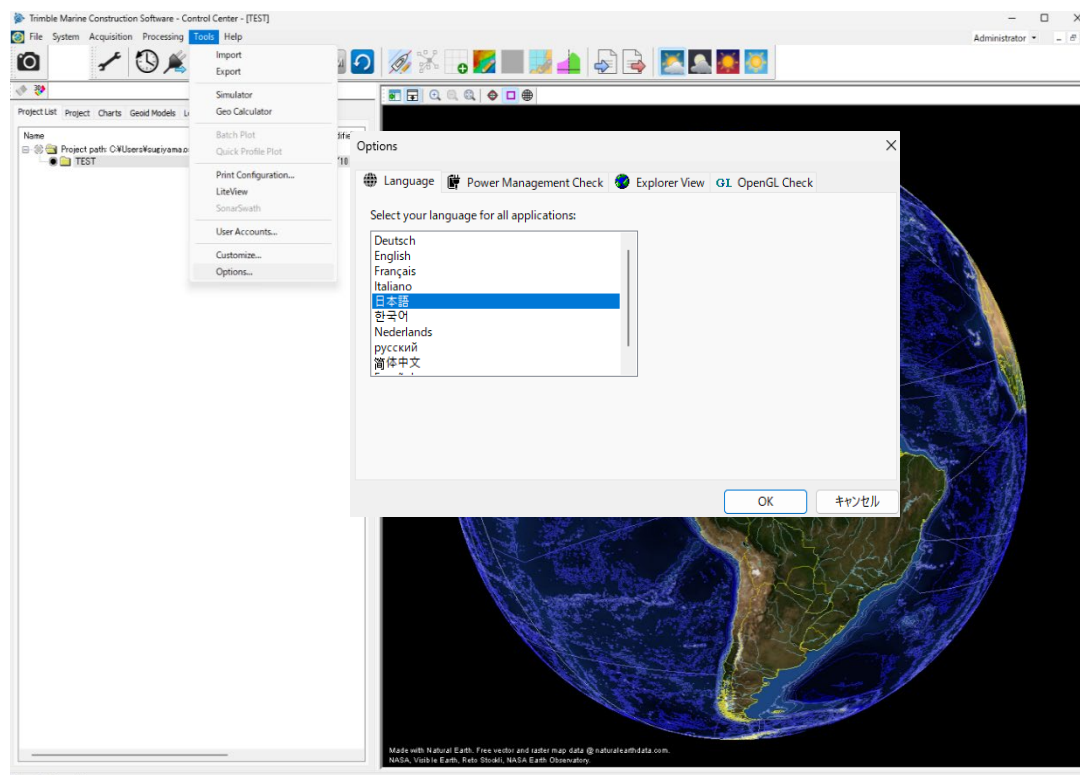 Trimble Marine Construction Software - Control Center - [TEST]
File System Acquisition Processing Tools Help
Administrator
Import
Export
Simulator
Geo Calculator
Batch Plot
Quick Profile Plot
Print Configuration...
LiteView
SonarSwath
User Accounts...
Customize...
Options...
Project List Project Charts Geoid Models
Name
Project path: C:¥Users¥sugiyama.o
TEST
Options
Language Power Management Check Explorer View GL OpenGL Check
Select your language for all applications:
Deutsch
English
Français
Italiano
日本語
한국어
Nederlands
русский
简体中文
OK キャンセル
Made with Natural Earth. Free vector and raster map data @ naturalearthdata.com.
NASA, Visible Earth, Reto Stockli, NASA Earth Observatory.